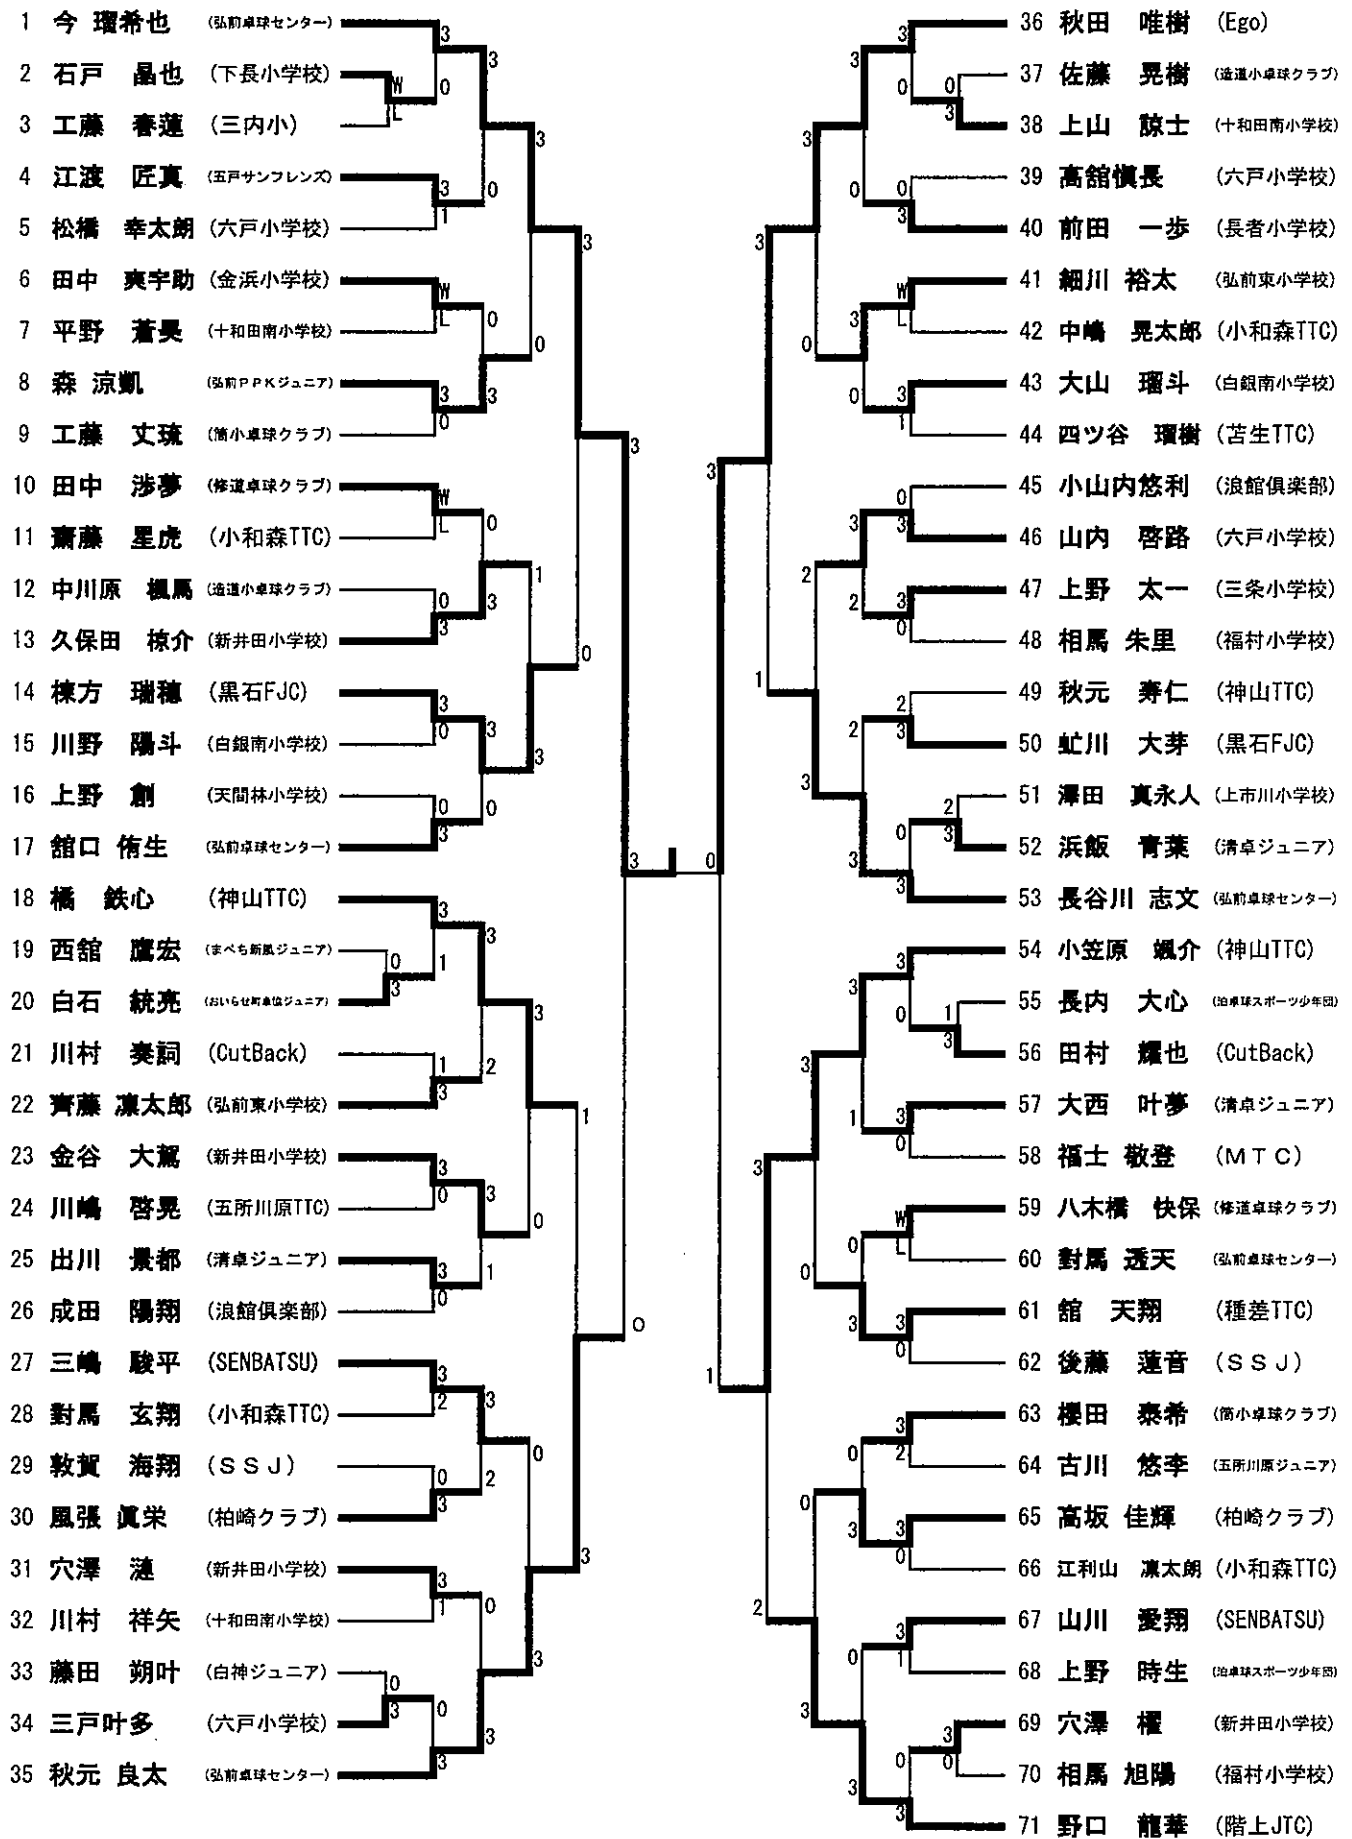 1 今 瑠希也 (弘前卓球センター)
2 石戸 晶也 (下長小学校)
3 工藤 春蓮 (三内小)
4 江渡 匠真 (五戸サンフレンズ)
5 松橋 幸太朗 (六戸小学校)
6 田中 爽宇助 (金浜小学校)
7 平野 蒼昊 (十和田南小学校)
8 森 涼凱 (弘前PPKジュニア)
9 工藤 丈琉 (筒小卓球クラブ)
10 田中 渉夢 (修道卓球クラブ)
11 齋藤 星虎 (小和森TTC)
12 中川原 楓馬 (造道小卓球クラブ)
13 久保田 椋介 (新井田小学校)
14 棟方 瑞穂 (黒石FJC)
15 川野 陽斗 (白銀南小学校)
16 上野 創 (天間林小学校)
17 舘口 侑生 (弘前卓球センター)
18 橘 鉄心 (神山TTC)
19 西舘 鷹宏 (まべち新風ジュニア)
20 白石 統亮 (おいらせ町卓協ジュニア)
21 川村 奏詞 (CutBack)
22 齊藤 凛太郎 (弘前東小学校)
23 金谷 大駕 (新井田小学校)
24 川嶋 啓晃 (五所川原TTC)
25 出川 景都 (清卓ジュニア)
26 成田 陽翔 (浪館倶楽部)
27 三嶋 駿平 (SENBATSU)
28 對馬 玄翔 (小和森TTC)
29 敦賀 海翔 (SSJ)
30 風張 眞栄 (柏崎クラブ)
31 穴澤 漣 (新井田小学校)
32 川村 祥矢 (十和田南小学校)
33 藤田 朔叶 (白神ジュニア)
34 三戸叶多 (六戸小学校)
35 秋元 良太 (弘前卓球センター)
36 秋田 唯樹 (Ego)
37 佐藤 晃樹 (造道小卓球クラブ)
38 上山 諒士 (十和田南小学校)
39 高舘慎長 (六戸小学校)
40 前田 一歩 (長者小学校)
41 細川 裕太 (弘前東小学校)
42 中嶋 晃太郎 (小和森TTC)
43 大山 瑠斗 (白銀南小学校)
44 四ツ谷 瑠樹 (苫生TTC)
45 小山内悠利 (浪館倶楽部)
46 山内 啓路 (六戸小学校)
47 上野 太一 (三条小学校)
48 相馬 朱里 (福村小学校)
49 秋元 寿仁 (神山TTC)
50 虻川 大芽 (黒石FJC)
51 澤田 真永人 (上市川小学校)
52 浜飯 青葉 (清卓ジュニア)
53 長谷川 志文 (弘前卓球センター)
54 小笠原 颯介 (神山TTC)
55 長内 大心 (泊卓球スポーツ少年団)
56 田村 耀也 (CutBack)
57 大西 叶夢 (清卓ジュニア)
58 福士 敬登 (MTC)
59 八木橋 快保 (修道卓球クラブ)
60 對馬 透天 (弘前卓球センター)
61 舘 天翔 (種差TTC)
62 後藤 蓮音 (SSJ)
63 櫻田 泰希 (筒小卓球クラブ)
64 古川 悠李 (五所川原ジュニア)
65 高坂 佳輝 (柏崎クラブ)
66 江利山 凛太朗 (小和森TTC)
67 山川 愛翔 (SENBATSU)
68 上野 時生 (泊卓球スポーツ少年団)
69 穴澤 櫂 (新井田小学校)
70 相馬 旭陽 (福村小学校)
71 野口 龍華 (階上JTC)